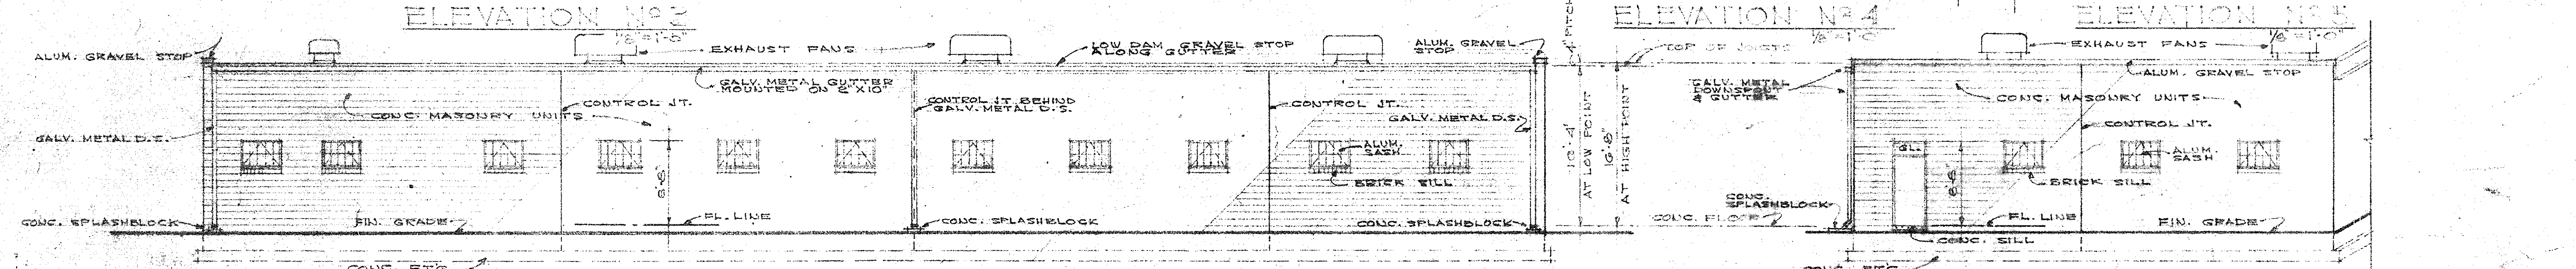 ELEVATION Nº
1/8"=1'-0"
ELEVATION Nº 4
1/8"=1'-0"
ELEVATION Nº 5
1/8"=1'-0"
ALUM. GRAVEL STOP
EXHAUST FANS
LOW DAM GRAVEL STOP
ALONG GUTTER
ALUM. GRAVEL
STOP
PITCH
TOP OF JOISTS
EXHAUST FANS
GALV. METAL GUTTER
MOUNTED ON 2"X10"
GALV. METAL
DOWNSPOUT
& GUTTER
ALUM. GRAVEL STOP
CONTROL JT.
CONTROL JT. BEHIND
GALV. METAL D.S.
CONTROL JT.
CONC. MASONRY UNITS
CONC. MASONRY UNITS
GALV. METAL D.S.
CONTROL JT.
GALV. METAL D.S.
AT LOW POINT
16'-8"
AT HIGH POINT
ALUM.
SASH
GL.
ALUM.
SASH
BRICK SILL
BRICK SILL
CONC. SPLASHBLOCK
FIN. GRADE
FL. LINE
CONC. SPLASHBLOCK
CONC. SPLASHBLOCK
CONC. FLOOR
CONC.
SPLASHBLOCK
FL. LINE
FIN. GRADE
CONC. SILL